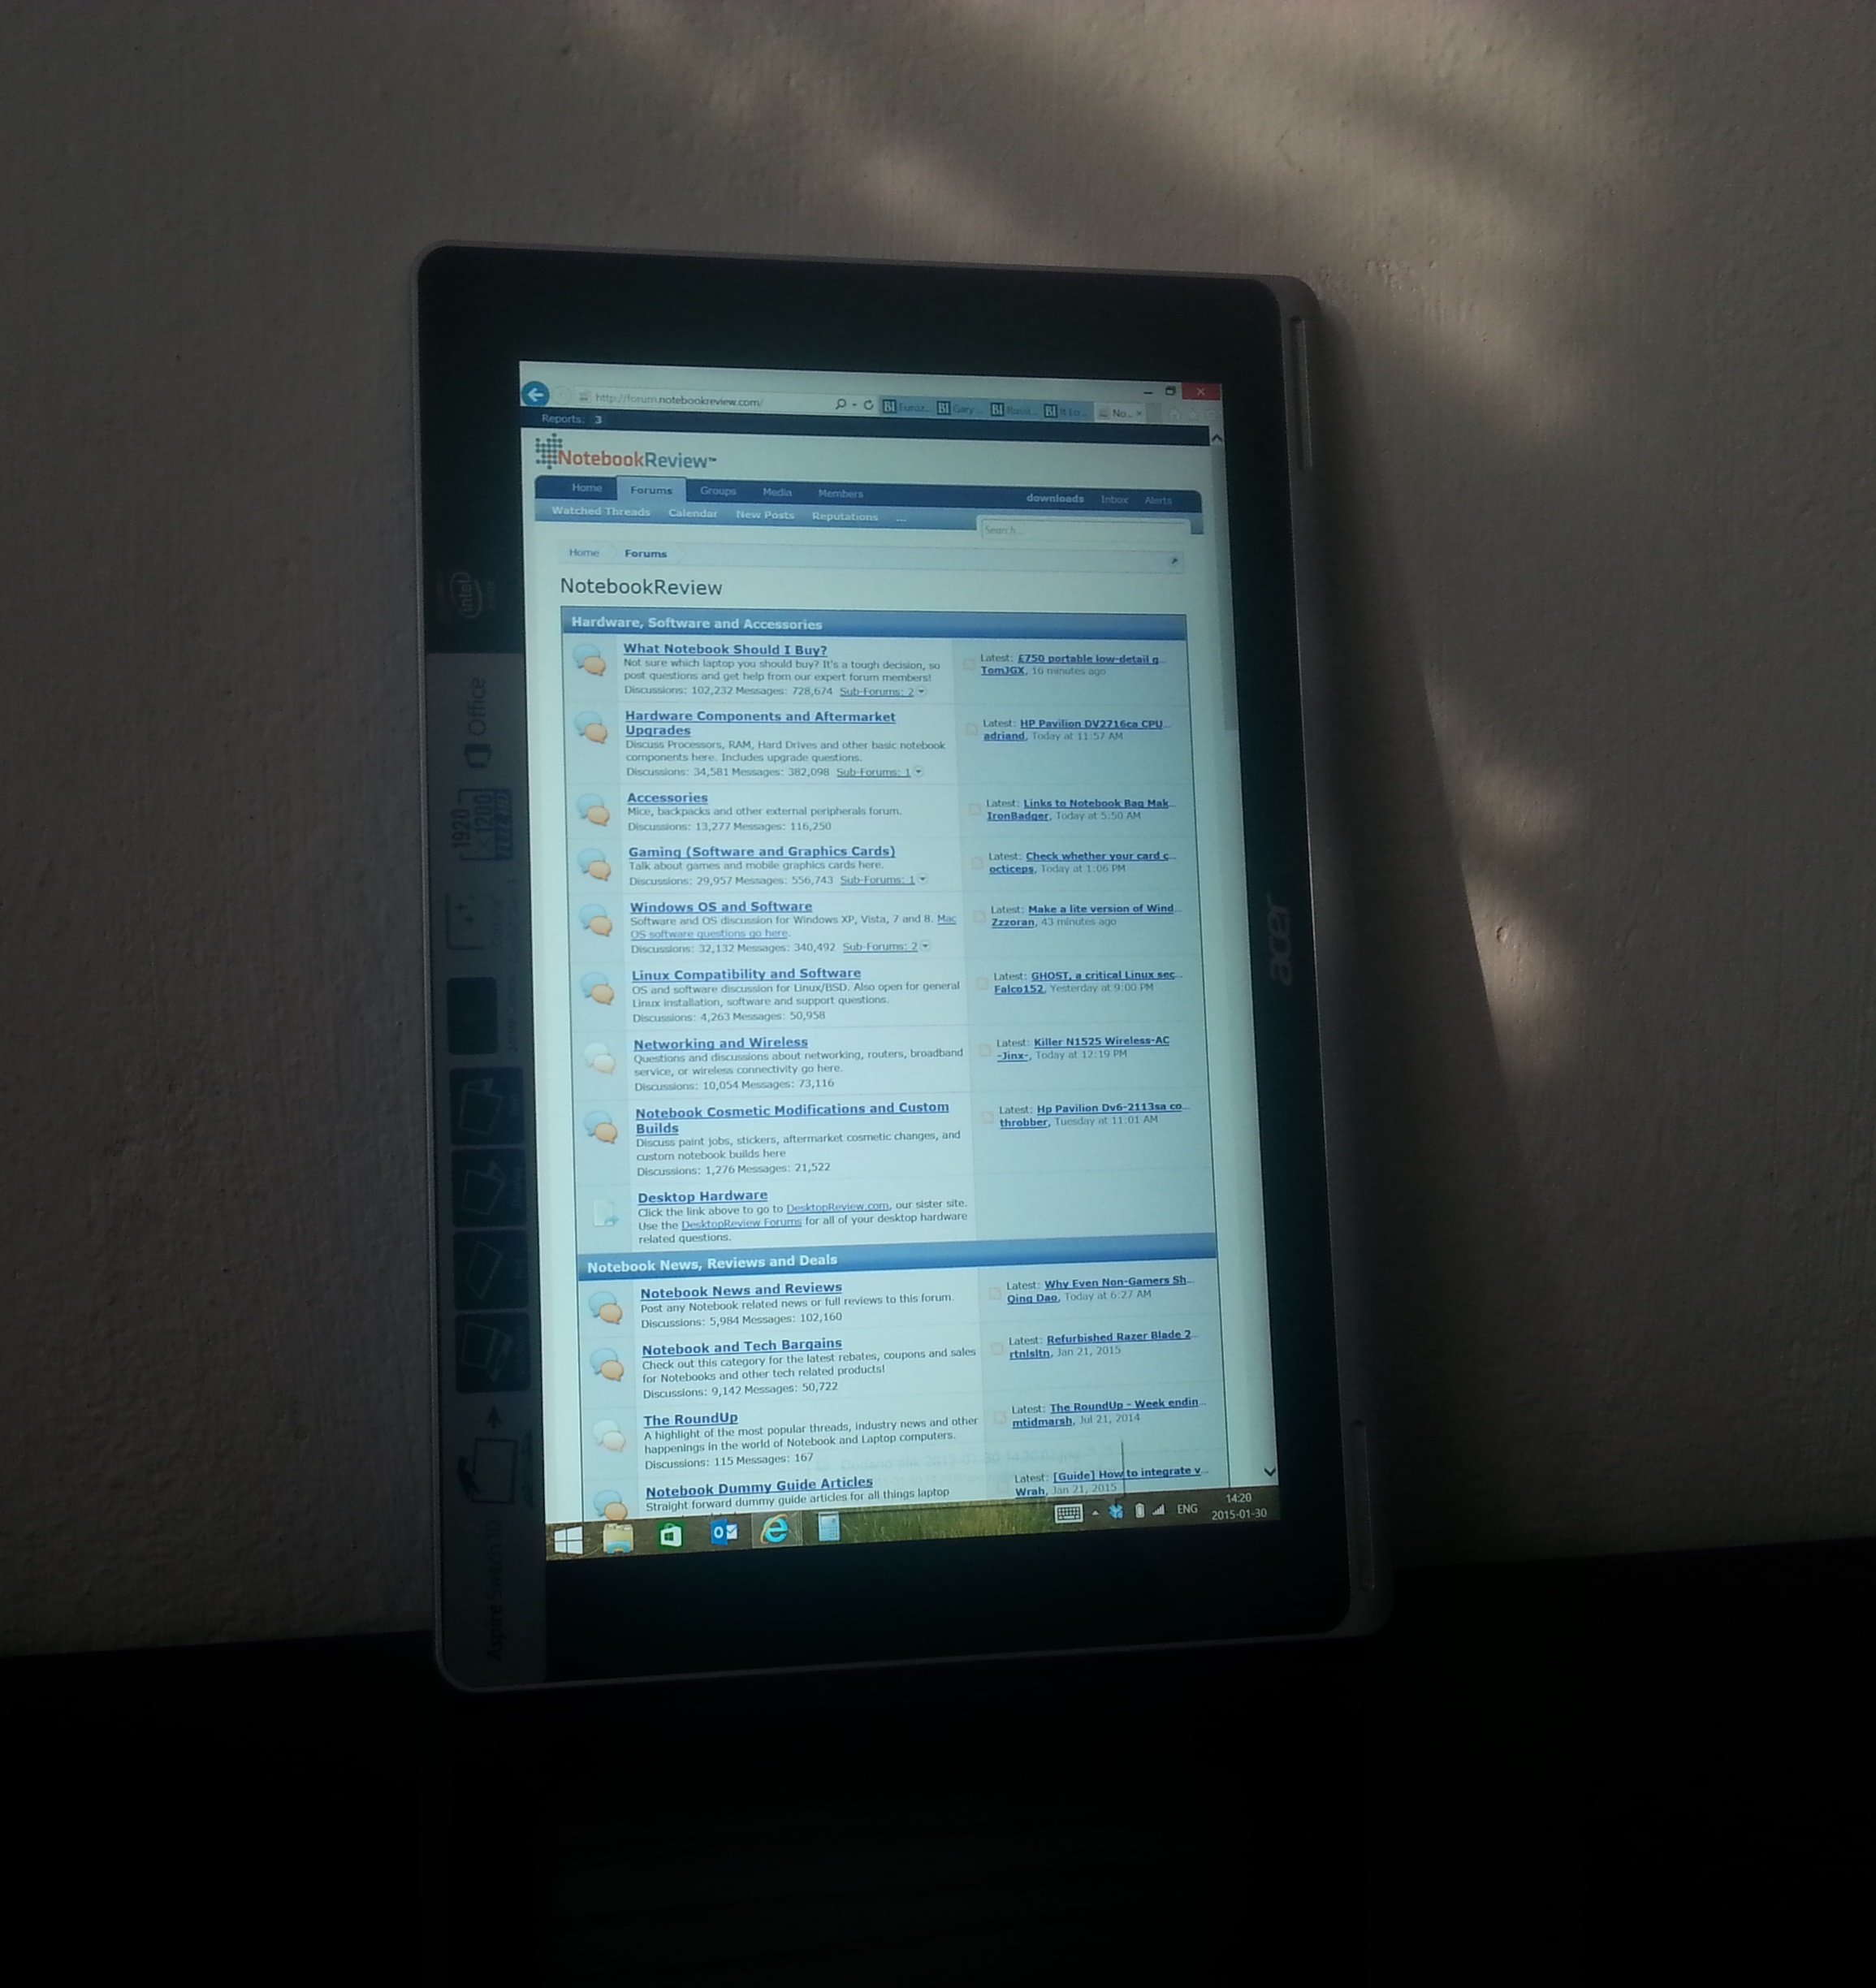 http://forum.notebookreview.com/
BI Gary...
BI
BI
No...
Reports: 3
NotebookReview™
Home Forums Groups Media Members downloads Inbox Alerts
Watched Threads Calendar New Posts Reputations ...
Search...
Home Forums
NotebookReview
Hardware, Software and Accessories
What Notebook Should I Buy?
Not sure which laptop you should buy? It's a tough decision, so
post questions and get help from our expert forum members!
Discussions: 102,232 Messages: 728,674 Sub-Forums: 2
Latest: £750 portable low-detail g...
TomJGX, 16 minutes ago
Hardware Components and Aftermarket
Upgrades
Discuss Processors, RAM, Hard Drives and other basic notebook
components here. Includes upgrade questions.
Discussions: 34,581 Messages: 382,098 Sub-Forums: 1
Latest: HP Pavilion DV2716ca CPU...
adriand, Today at 11:57 AM
Accessories
Mice, backpacks and other external peripherals forum.
Discussions: 13,277 Messages: 116,250
Latest: Links to Notebook Bag Mak...
IronBadger, Today at 5:50 AM
Gaming (Software and Graphics Cards)
Talk about games and mobile graphics cards here.
Discussions: 29,957 Messages: 556,743 Sub-Forums: 1
Latest: Check whether your card c...
octiceps, Today at 1:06 PM
Windows OS and Software
Software and OS discussion for Windows XP, Vista, 7 and 8. Mac
OS software questions go here.
Discussions: 32,132 Messages: 340,492 Sub-Forums: 2
Latest: Make a lite version of Wind...
Zzzoran, 43 minutes ago
Linux Compatibility and Software
OS and software discussion for Linux/BSD. Also open for general
Linux installation, software and support questions.
Discussions: 4,263 Messages: 50,958
Latest: GHOST, a critical Linux sec...
Falco152, Yesterday at 9:00 PM
Networking and Wireless
Questions and discussions about networking, routers, broadband
service, or wireless connectivity go here.
Discussions: 10,054 Messages: 73,116
Latest: Killer N1525 Wireless-AC
-Jinx-, Today at 12:19 PM
Notebook Cosmetic Modifications and Custom
Builds
Discuss paint jobs, stickers, aftermarket cosmetic changes, and
custom notebook builds here
Discussions: 1,276 Messages: 21,522
Latest: Hp Pavilion Dv6-2113sa co...
throbber, Tuesday at 11:01 AM
Desktop Hardware
Click the link above to go to DesktopReview.com, our sister site.
Use the DesktopReview Forums for all of your desktop hardware
related questions.
Notebook News, Reviews and Deals
Notebook News and Reviews
Post any Notebook related news or full reviews to this forum.
Discussions: 5,984 Messages: 102,160
Latest: Why Even Non-Gamers Sh...
Qing Dao, Today at 6:27 AM
Notebook and Tech Bargains
Check out this category for the latest rebates, coupons and sales
for Notebooks and other tech related products!
Discussions: 9,142 Messages: 50,722
Latest: Refurbished Razer Blade 2...
rtnlsltn, Jan 21, 2015
The RoundUp
A highlight of the most popular threads, industry news and other
happenings in the world of Notebook and Laptop computers.
Discussions: 115 Messages: 167
Latest: The RoundUp - Week endin...
mtidmarsh, Jul 21, 2014
Notebook Dummy Guide Articles
Straight forward dummy guide articles for all things laptop
Latest: [Guide] How to integrate v...
Wrah, Jan 21, 2015
ENG
14:20
2015-01-30
acer
intel
Office
1920
×1200
Aspire Switch 10